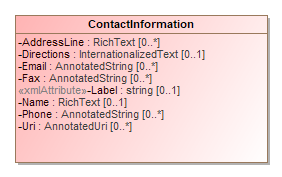 ContactInformation
-AddressLine : RichText [0..*]
-Directions : InternationalizedText [0..1]
-Email : AnnotatedString [0..*]
-Fax : AnnotatedString [0..*]
«xmlAttribute»-Label : string [0..1]
-Name : RichText [0..1]
-Phone : AnnotatedString [0..*]
-Uri : AnnotatedUri [0..*]